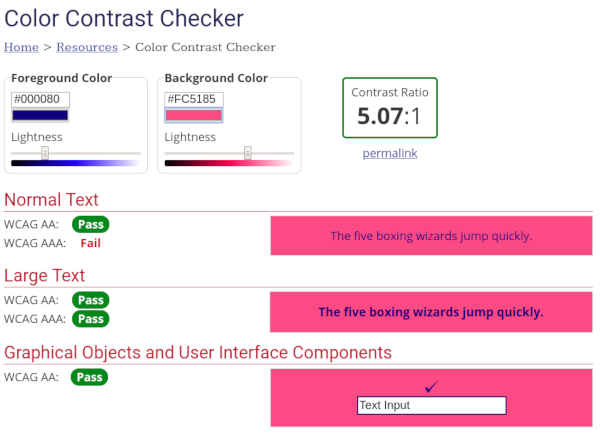 Color Contrast Checker
Home > Resources > Color Contrast Checker
Foreground Color
#000080
Lightness
Background Color
#FC5185
Lightness
Contrast Ratio
5.07:1
permalink
Normal Text
WCAG AA: Pass
WCAG AAA: Fail
The five boxing wizards jump quickly.
Large Text
WCAG AA: Pass
WCAG AAA: Pass
The five boxing wizards jump quickly.
Graphical Objects and User Interface Components
WCAG AA: Pass
✓
Text Input